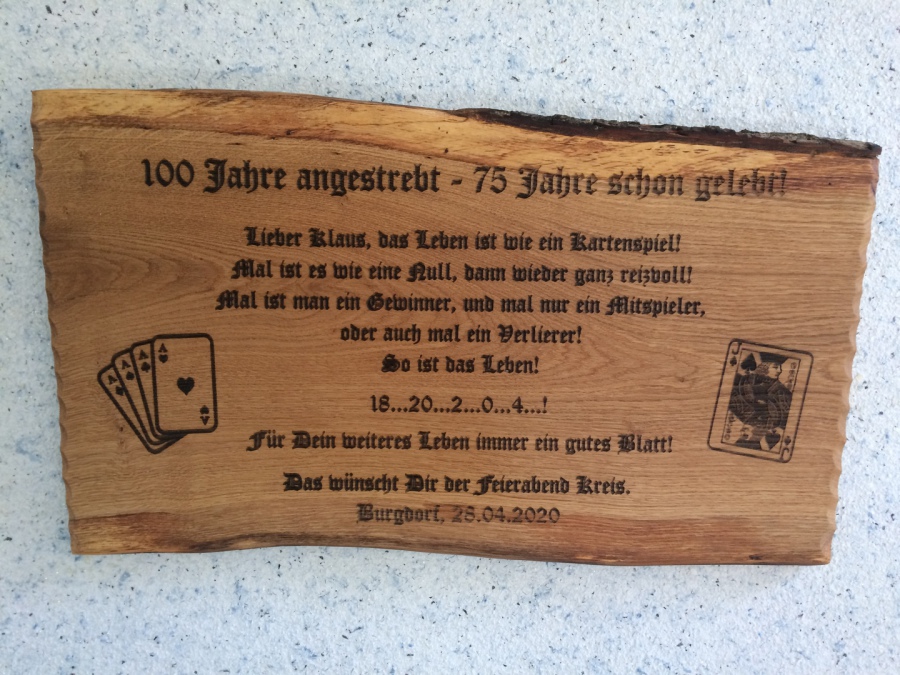 100 Jahre angestrebt - 75 Jahre schon gelebt!
Lieber Klaus, das Leben ist wie ein Kartenspiel!
Mal ist es wie eine Null, dann wieder ganz reizvoll!
Mal ist man ein Gewinner, und mal nur ein Mitspieler,
oder auch mal ein Verlierer!
So ist das Leben!
A A A A
J
18...20...2...0...4...!
A
J
Für Dein weiteres Leben immer ein gutes Blatt!
Das wünscht Dir der Feierabend Kreis.
Burgdorf, 28.04.2020